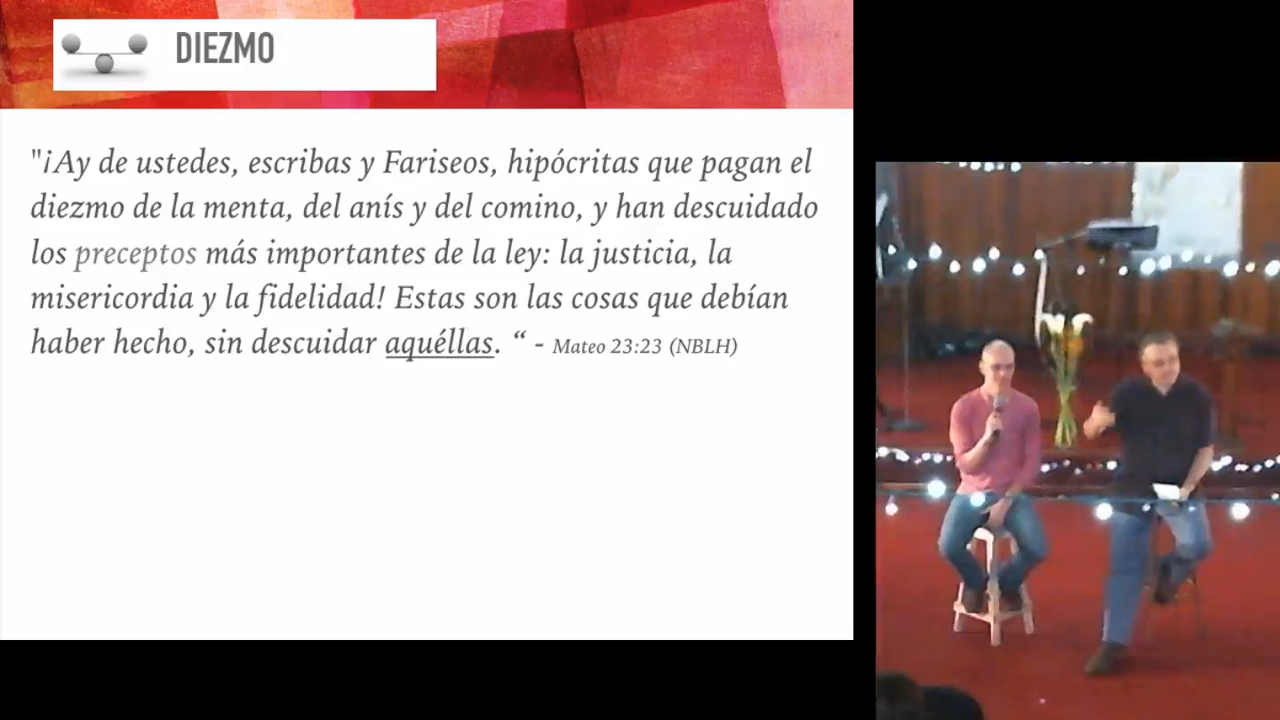 DIEZMO
"¡Ay de ustedes, escribas y Fariseos, hipócritas que pagan el
diezmo de la menta, del anís y del comino, y han descuidado
los preceptos más importantes de la ley: la justicia, la
misericordia y la fidelidad! Estas son las cosas que debían
haber hecho, sin descuidar aquéllas. “ - Mateo 23:23 (NBLH)